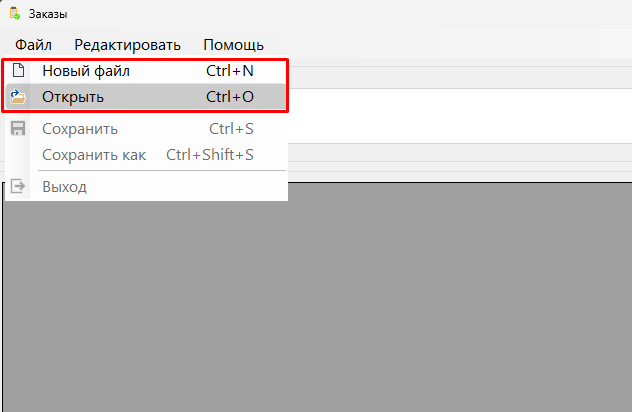 Заказы
Файл Редактировать Помощь
Новый файл Ctrl+N
Открыть Ctrl+O
Сохранить Ctrl+S
Сохранить как Ctrl+Shift+S
Выход